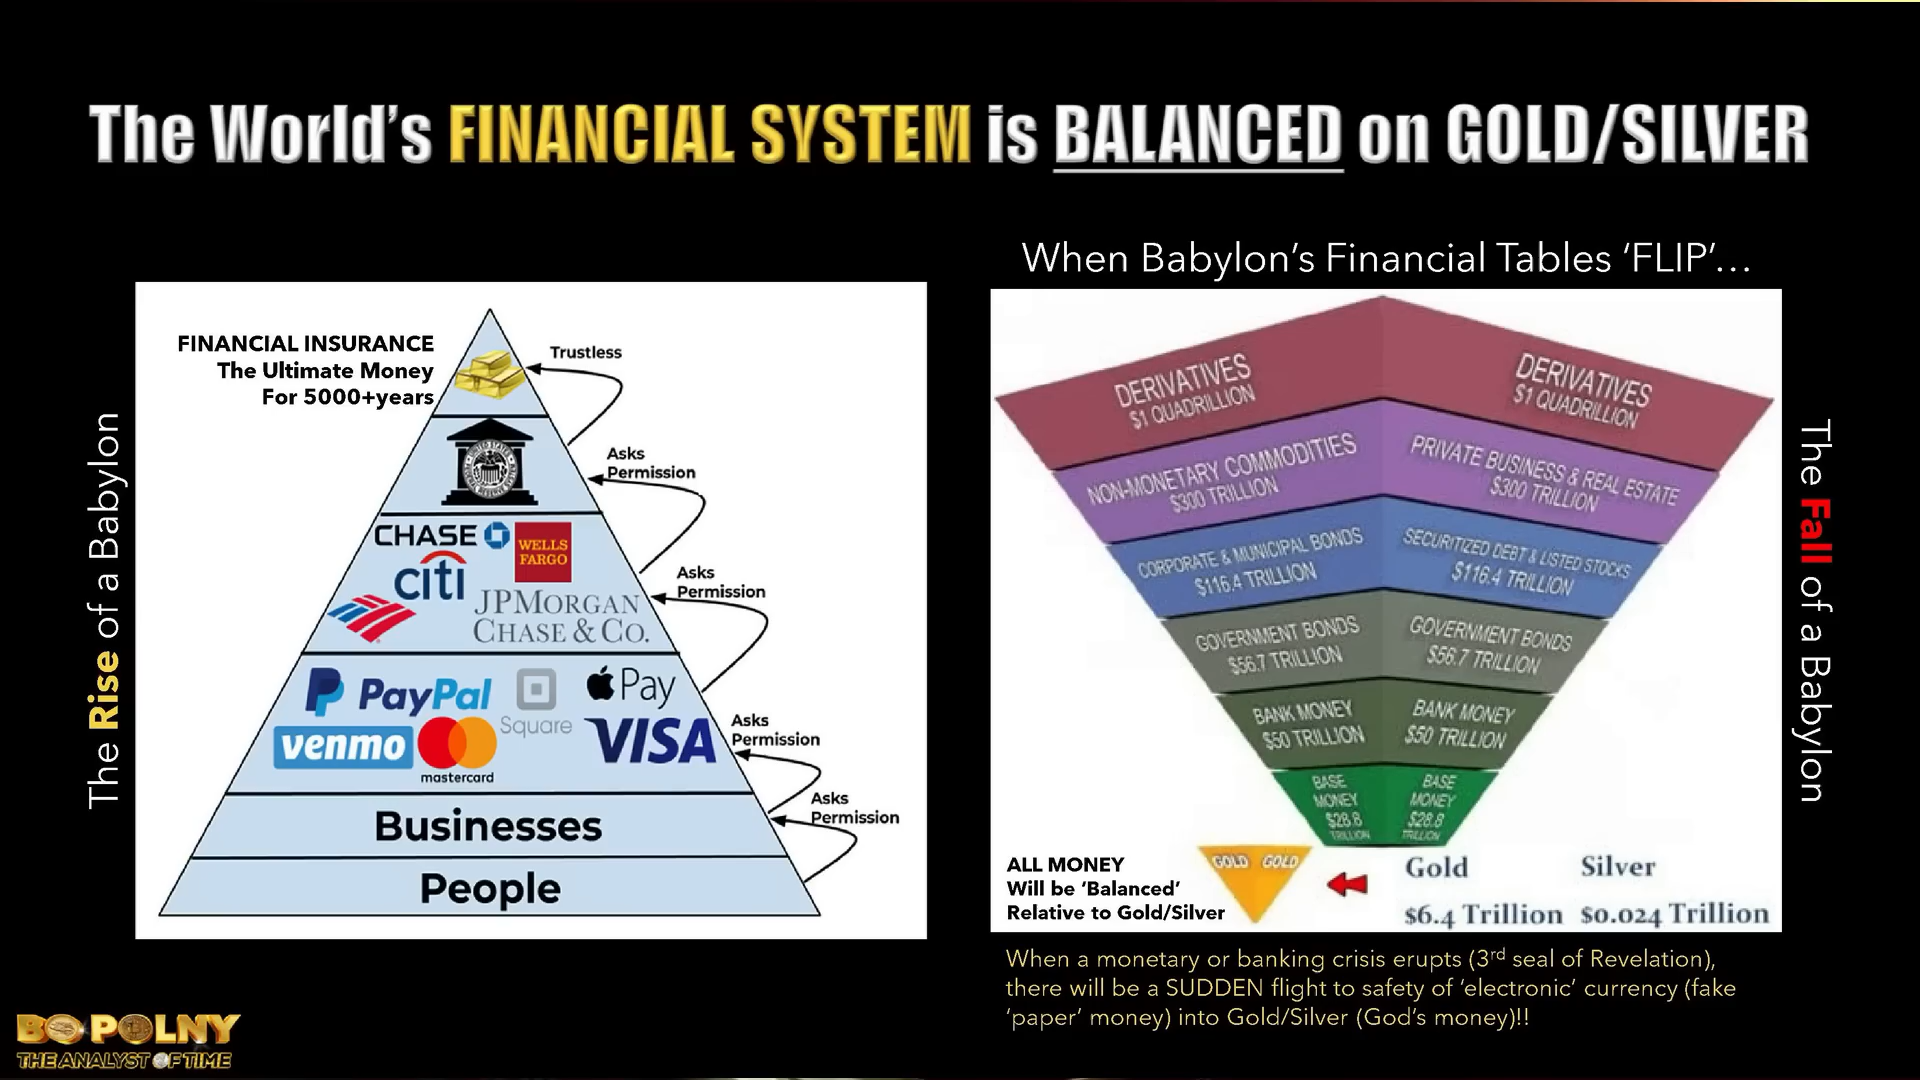 The World's FINANCIAL SYSTEM is BALANCED on GOLD/SILVER
The Rise of a Babylon
FINANCIAL INSURANCE
The Ultimate Money
For 5000+years
Trustless
Asks
Permission
CHASE
WELLS
FARGO
citi
JPMORGAN
CHASE & CO.
Asks
Permission
PayPal
Square
Pay
venmo
mastercard
VISA
Asks
Permission
Businesses
Asks
Permission
People
When Babylon's Financial Tables 'FLIP'...
DERIVATIVES
$1 QUADRILLION
DERIVATIVES
$1 QUADRILLION
NON-MONETARY COMMODITIES
$300 TRILLION
PRIVATE BUSINESS & REAL ESTATE
$300 TRILLION
CORPORATE & MUNICIPAL BONDS
$116.4 TRILLION
SECURITIZED DEBT & LISTED STOCKS
$116.4 TRILLION
GOVERNMENT BONDS
$56.7 TRILLION
GOVERNMENT BONDS
$56.7 TRILLION
BANK MONEY
$50 TRILLION
BANK MONEY
$50 TRILLION
BASE
MONEY
$28.8
TRILLION
BASE
MONEY
$28.8
TRILLION
GOLD GOLD
ALL MONEY
Will be 'Balanced'
Relative to Gold/Silver
Gold
$6.4 Trillion
Silver
$0.024 Trillion
The Fall of a Babylon
When a monetary or banking crisis erupts (3rd seal of Revelation),
there will be a SUDDEN flight to safety of 'electronic' currency (fake
'paper' money) into Gold/Silver (God's money)!!
BO POLNY
THE ANALYST OF TIME